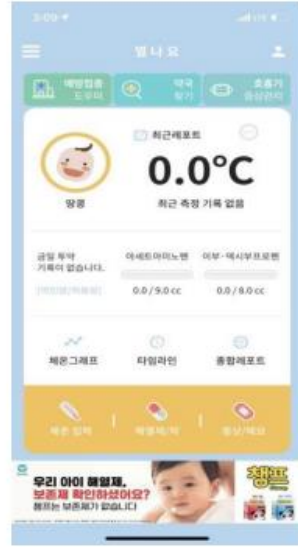 5:09
열나요
예방접종
도우미
약국
찾기
호흡기
증상관리
최근레포트
0.0°C
땅콩
최근 측정 기록 없음
금일 투약
기록이 없습니다.
아세트아미노펜
이부·덱시부프로펜
0.0/9.0 cc
0.0/8.0 cc
체온그래프
타임라인
종합레포트
체온 입력
해열제/약
증상/메모
우리 아이 해열제,
보존제 확인하셨어요?
챔프는 보존제가 없습니다
챔프